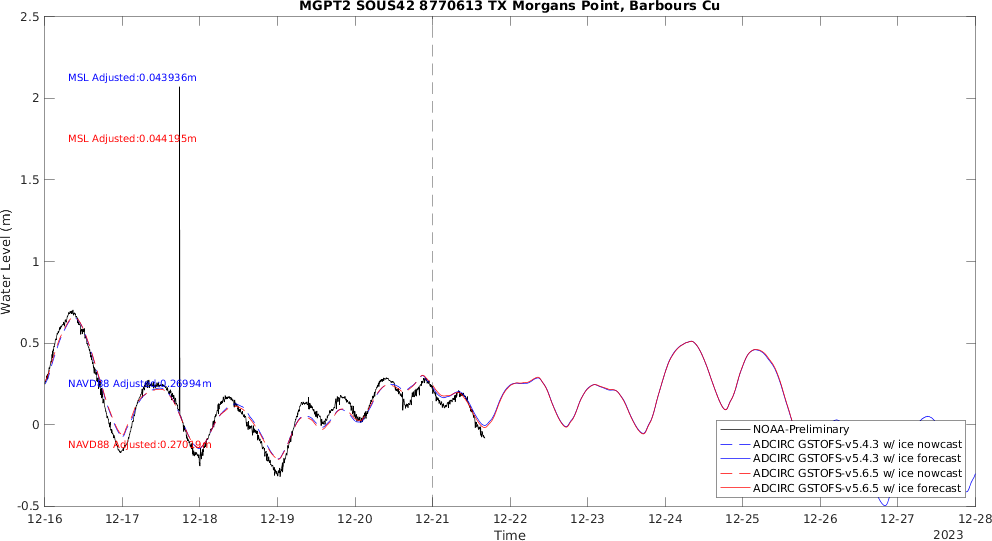 MGPT2 SOUS42 8770613 TX Morgans Point, Barbours Cu
2.5
2
1.5
1
0.5
0
-0.5
Water Level (m)
MSL Adjusted:0.043936m
MSL Adjusted:0.044195m
NAVD88 Adjusted:0.26994m
NAVD88 Adjusted:0.27019m
NOAA-Preliminary
ADCIRC GSTOFS-v5.4.3 w/ ice nowcast
ADCIRC GSTOFS-v5.4.3 w/ ice forecast
ADCIRC GSTOFS-v5.6.5 w/ ice nowcast
ADCIRC GSTOFS-v5.6.5 w/ ice forecast
12-16 12-17 12-18 12-19 12-20 12-21 12-22 12-23 12-24 12-25 12-26 12-27 12-28
Time
2023